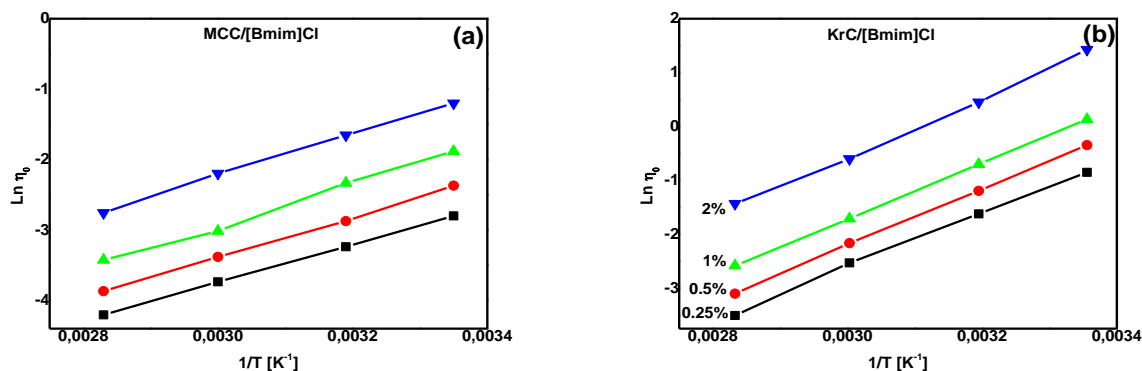 MCC/[Bmim]Cl
(a)
0
-1
-2
-3
-4
Ln η0
0,0028
0,0030
0,0032
0,0034
1/T [K-1]
KrC/[Bmim]Cl
(b)
2
1
0
-1
-2
-3
Ln η0
2%
1%
0.5%
0.25%
0,0028
0,0030
0,0032
0,0034
1/T [K-1]